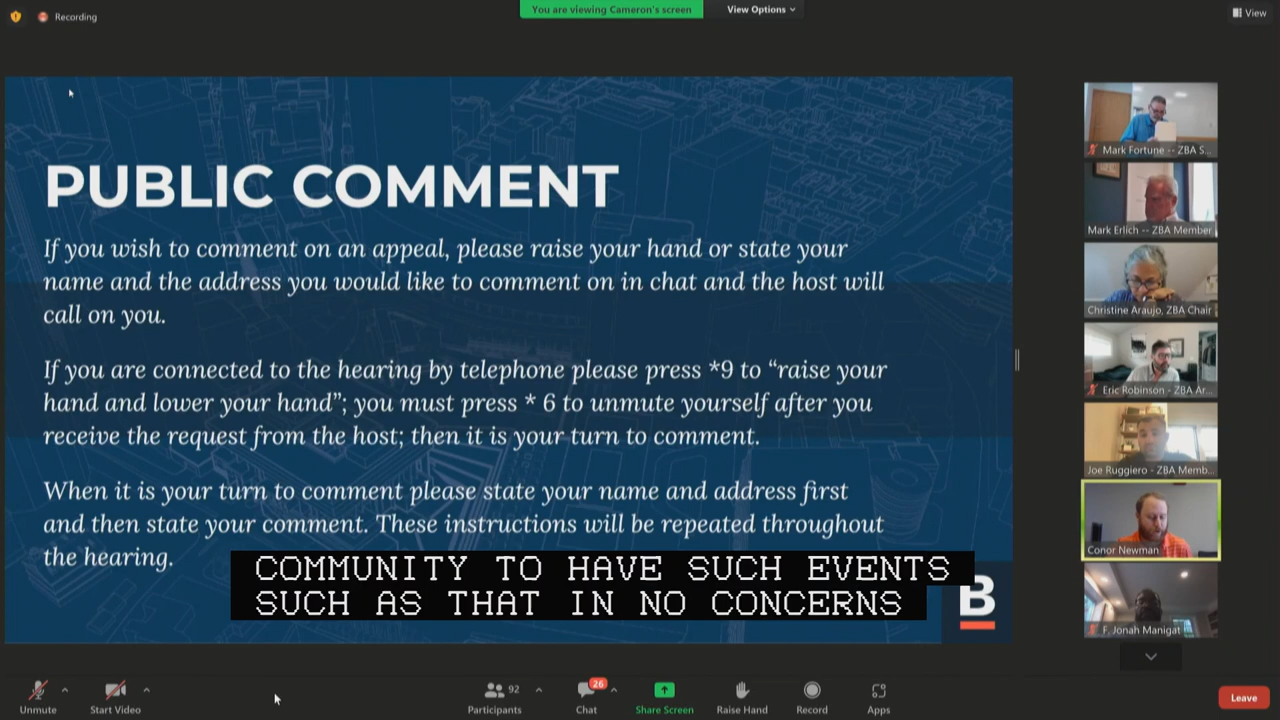 Recording
You are viewing Cameron's screen
View Options
View
PUBLIC COMMENT
If you wish to comment on an appeal, please raise your hand or state your
name and the address you would like to comment on in chat and the host will
call on you.
If you are connected to the hearing by telephone please press *9 to “raise your
hand and lower your hand”; you must press * 6 to unmute yourself after you
receive the request from the host; then it is your turn to comment.
When it is your turn to comment please state your name and address first
and then state your comment. These instructions will be repeated throughout
the hearing.
COMMUNITY TO HAVE SUCH EVENTS
SUCH AS THAT IN NO CONCERNS
B
Mark Fortune -- ZBA S...
Mark Erlich -- ZBA Member
Christine Araujo, ZBA Chair
Eric Robinson - ZBA Ar...
Joe Ruggiero - ZBA Memb...
Conor Newman
F. Jonah Manigat
Unmute
Start Video
92
Participants
26
Chat
Share Screen
Raise Hand
Record
Apps
Leave